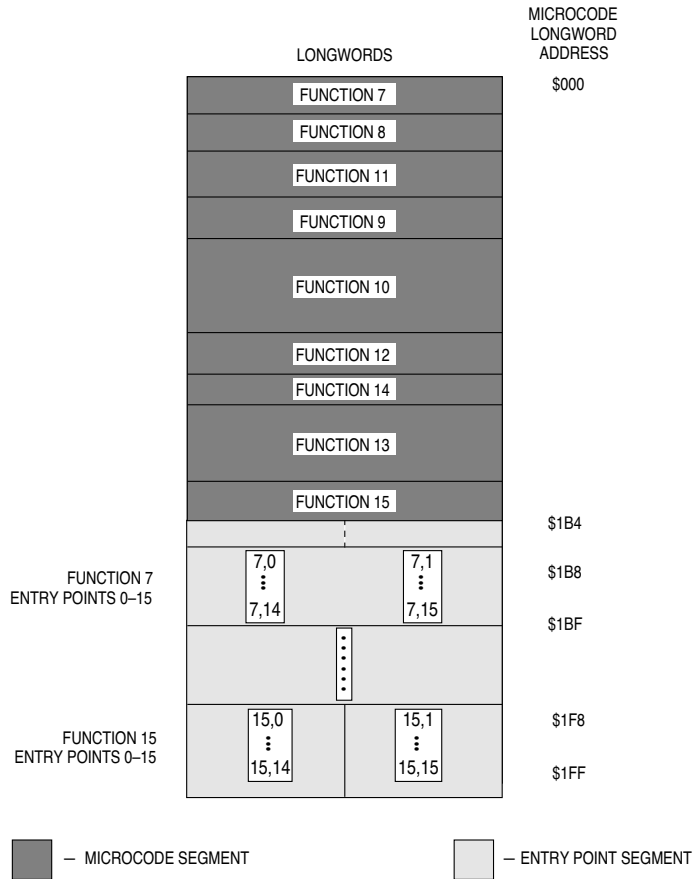 MICROCODE
LONGWORD
ADDRESS
LONGWORDS
$000
FUNCTION 7
FUNCTION 8
FUNCTION 11
FUNCTION 9
FUNCTION 10
FUNCTION 12
FUNCTION 14
FUNCTION 13
FUNCTION 15
$1B4
FUNCTION 7
ENTRY POINTS 0–15
7,0
7,14
7,1
7,15
$1B8
$1BF
FUNCTION 15
ENTRY POINTS 0–15
15,0
15,14
15,1
15,15
$1F8
$1FF
– MICROCODE SEGMENT
– ENTRY POINT SEGMENT